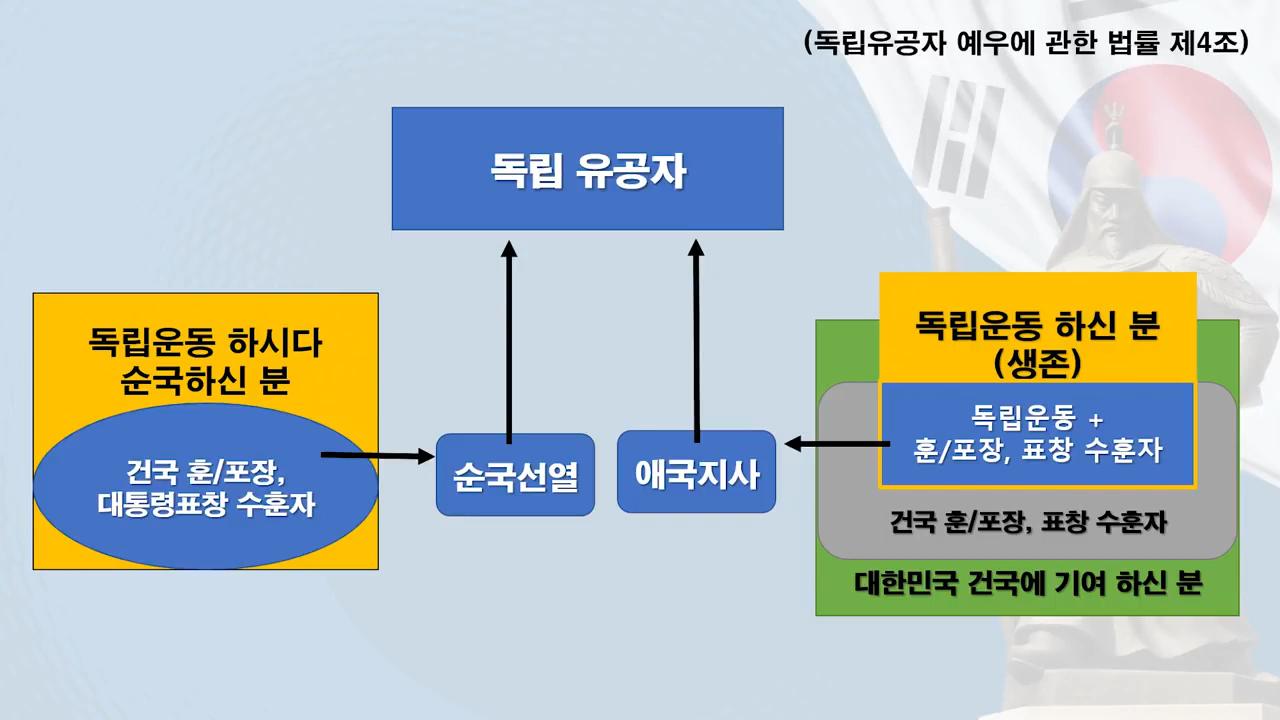 (독립유공자 예우에 관한 법률 제4조)
독립 유공자
독립운동 하시다
순국하신 분
건국 훈/포장,
대통령표창 수훈자
순국선열
애국지사
독립운동 하신 분
(생존)
독립운동 +
훈/포장, 표창 수훈자
건국 훈/포장, 표창 수훈자
대한민국 건국에 기여 하신 분